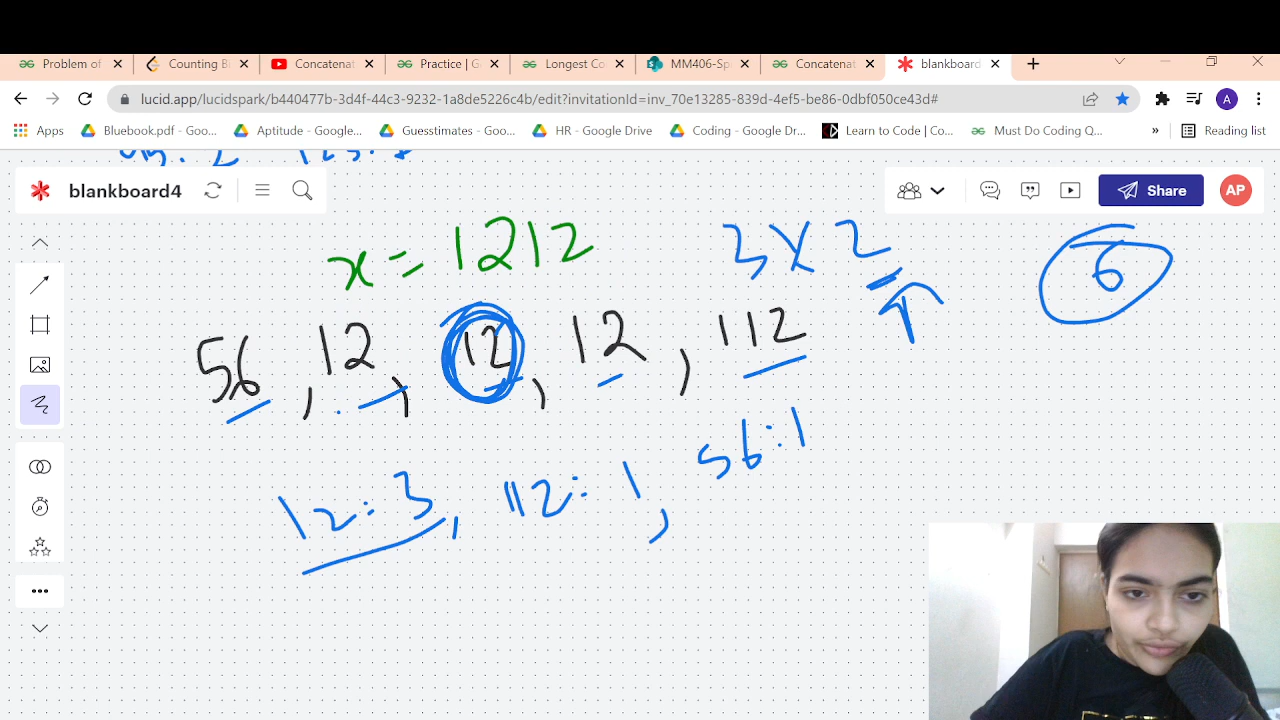 Problem of
Counting Bi
Concatenat
Practice | G
Longest Co
MM406-Sp
Concatenat
blankboard
lucid.app/lucidspark/b440477b-3d4f-44c3-9232-1a8de5226c4b/edit?invitationId=inv_70e13285-839d-4ef5-be86-0dbf050ce43d#
A
Apps Bluebook.pdf - Goo... Aptitude - Google... Guesstimates - Goo... HR - Google Drive Coding - Google Dr... Learn to Code | Co... Must Do Coding Q... » Reading list
blankboard4
Share
AP
x = 1212
3 X 2
6
56 , 12 , 12 , 12 , 112
12 : 3 , 112 : 1 , 56 : 1